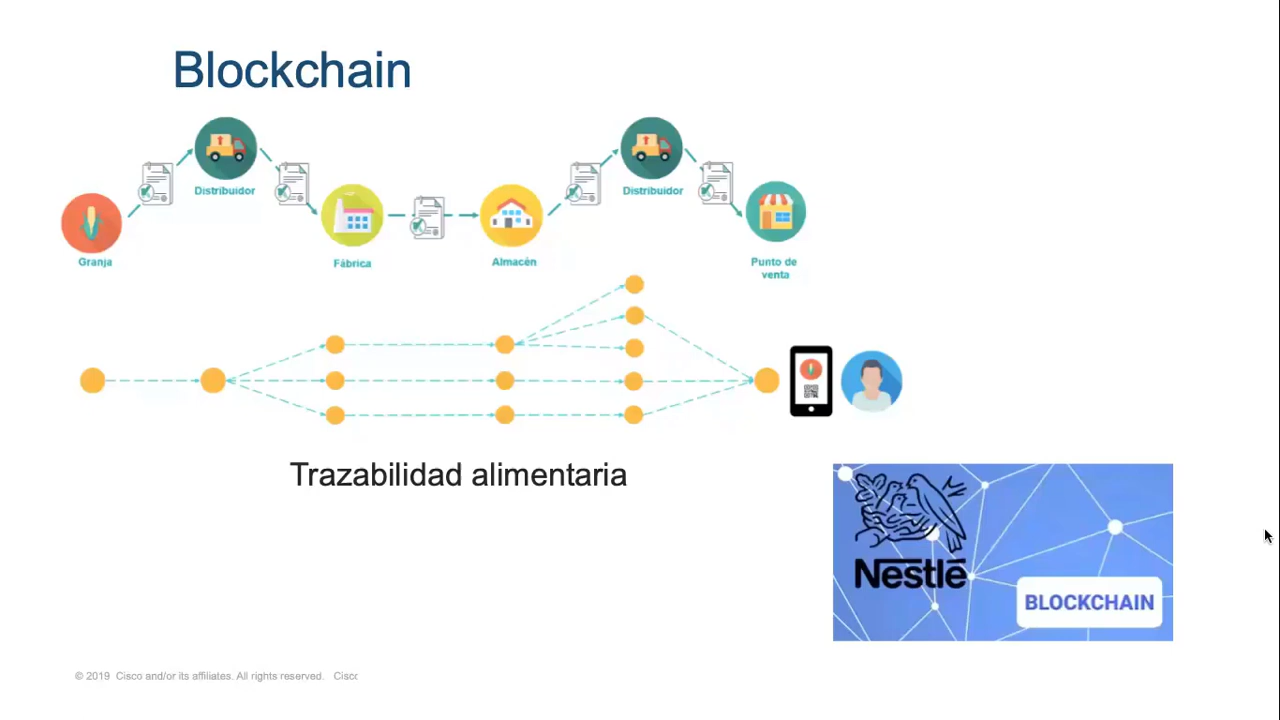 Blockchain
Distribuidor
Distribuidor
Granja
Fábrica
Almacén
Punto de
venta
Trazabilidad alimentaria
Nestlé
BLOCKCHAIN
© 2019 Cisco and/or its affiliates. All rights reserved. Cisc